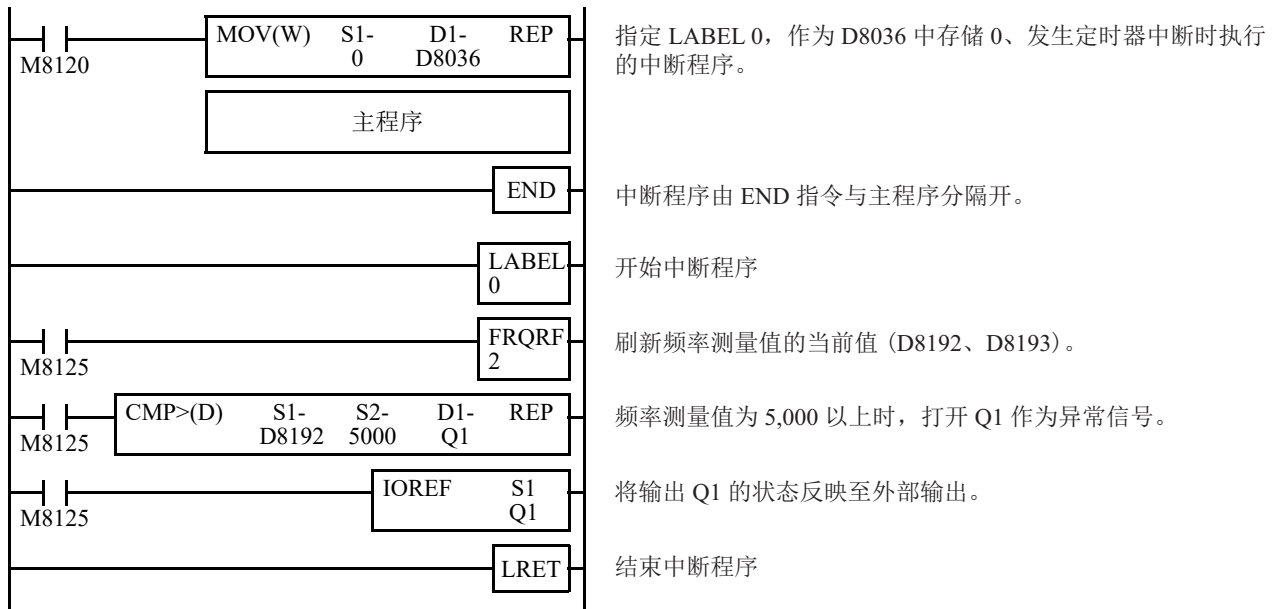 MOV(W) S1- D1- REP
0 D8036
M8120
指定 LABEL 0，作为 D8036 中存储 0、发生定时器中断时执行
的中断程序。
主程序
END
中断程序由 END 指令与主程序分隔开。
LABEL
0
开始中断程序
M8125
FRQRF
2
刷新频率测量值的当前值 (D8192、D8193)。
M8125
CMP>(D) S1- S2- D1- REP
D8192 5000 Q1
频率测量值为 5,000 以上时，打开 Q1 作为异常信号。
M8125
IOREF S1
Q1
将输出 Q1 的状态反映至外部输出。
LRET
结束中断程序